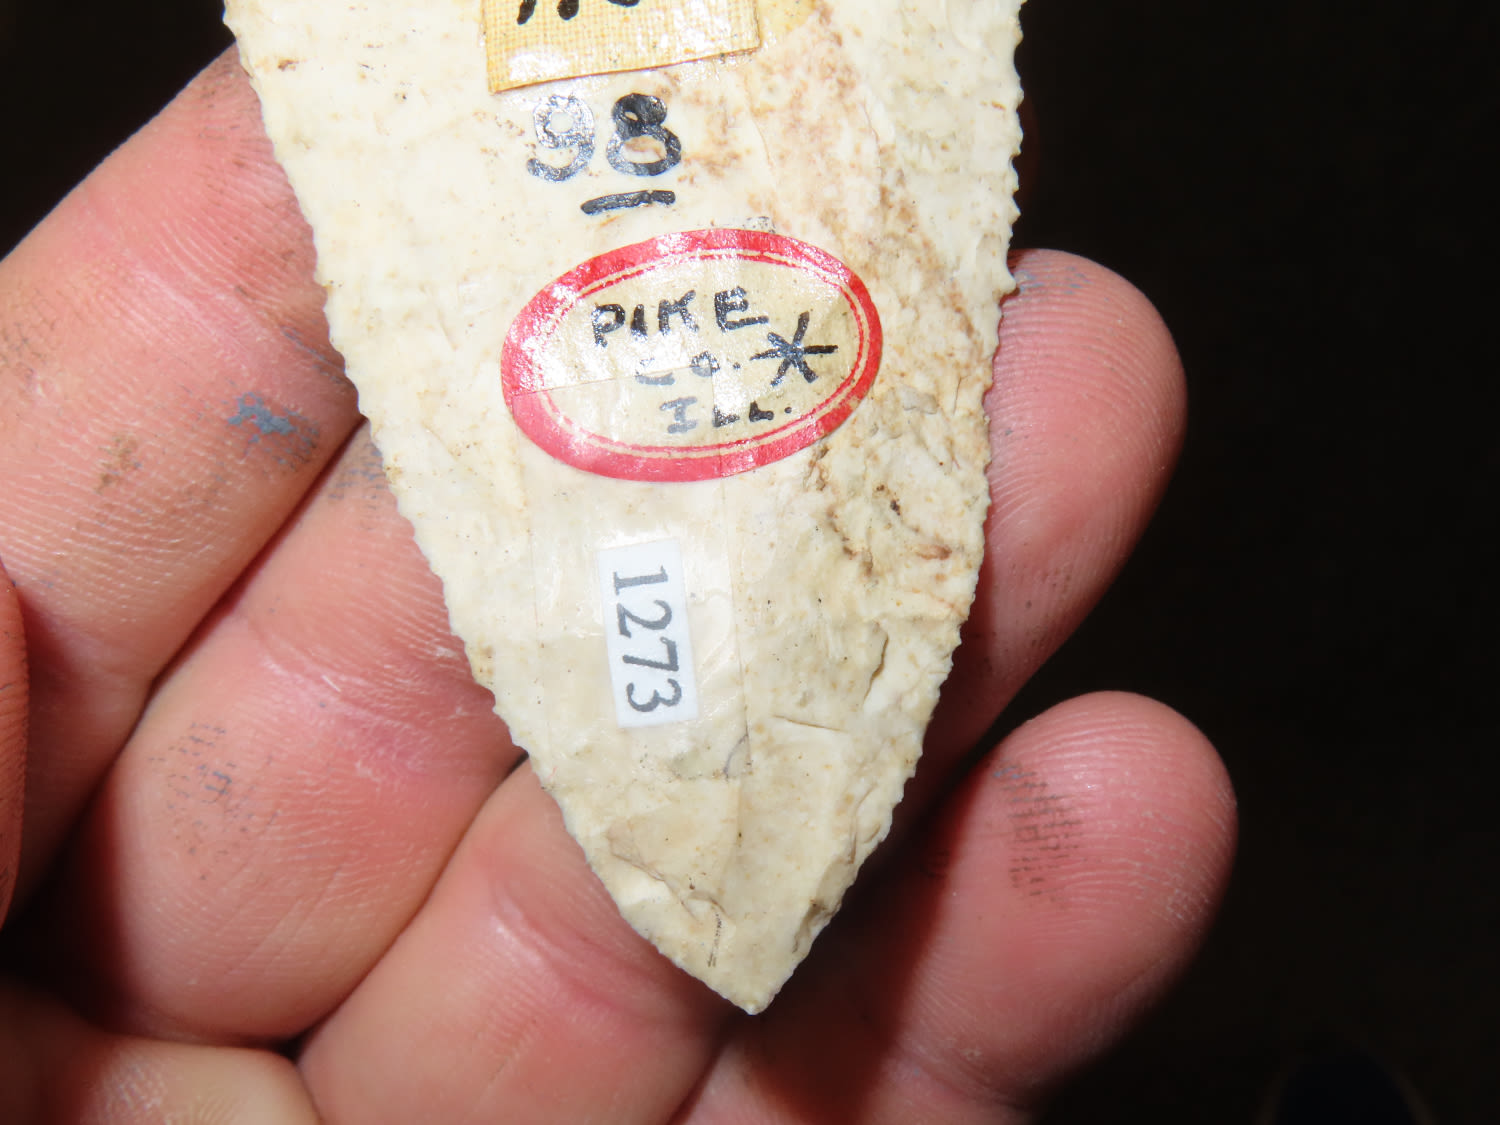 98
PIKE
CO. *
ILL.
1273